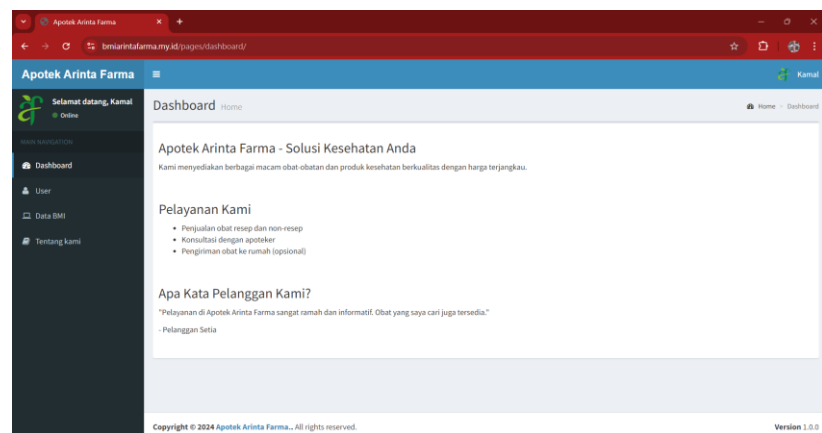 Apotek Arinta Farma
bmiarintafarma.my.id/pages/dashboard/
Apotek Arinta Farma
Kamal
Selamat datang, Kamal
Online
Dashboard Home
Home > Dashboard
MAIN NAVIGATION
Dashboard
User
Data BMI
Tentang kami
Apotek Arinta Farma - Solusi Kesehatan Anda
Kami menyediakan berbagai macam obat-obatan dan produk kesehatan berkualitas dengan harga terjangkau.
Pelayanan Kami
• Penjualan obat resep dan non-resep
• Konsultasi dengan apoteker
• Pengiriman obat ke rumah (opsional)
Apa Kata Pelanggan Kami?
"Pelayanan di Apotek Arinta Farma sangat ramah dan informatif. Obat yang saya cari juga tersedia."
- Pelanggan Setia
Copyright © 2024 Apotek Arinta Farma.. All rights reserved.
Version 1.0.0